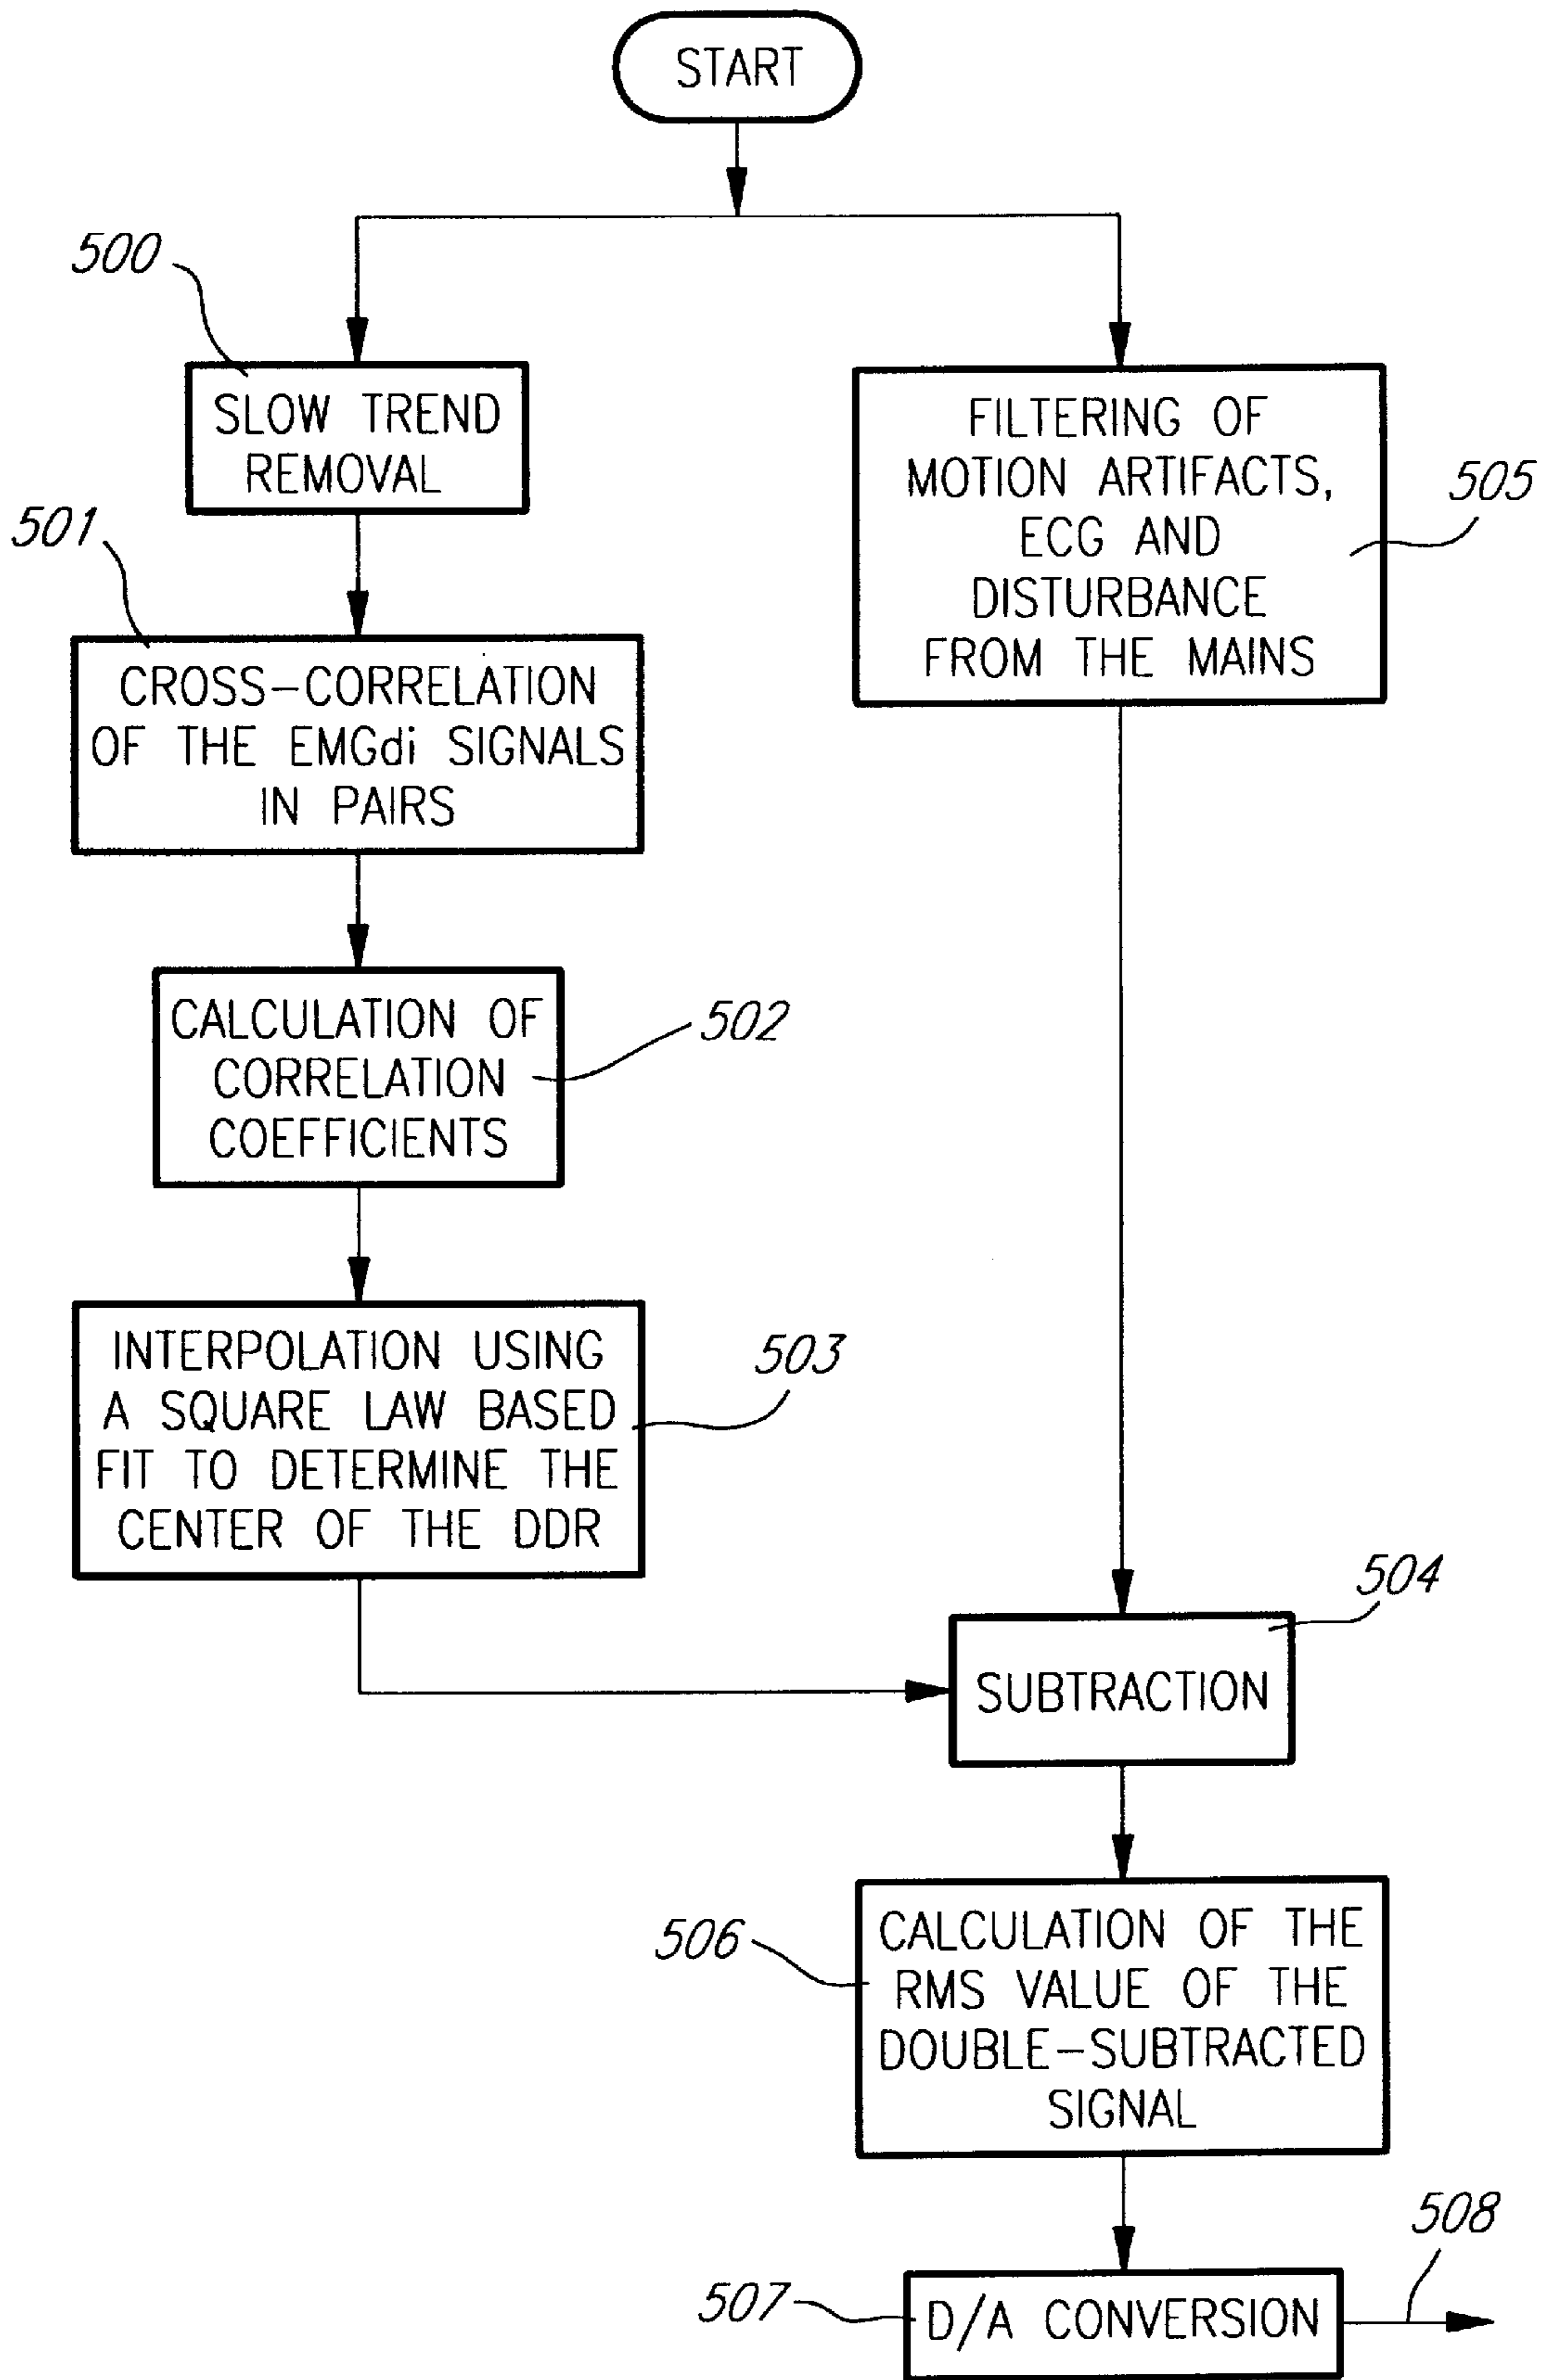 START
500
SLOW TREND
REMOVAL
501
CROSS-CORRELATION
OF THE EMGdi SIGNALS
IN PAIRS
CALCULATION OF
CORRELATION
COEFFICIENTS
502
INTERPOLATION USING
A SQUARE LAW BASED
FIT TO DETERMINE THE
CENTER OF THE DDR
503
FILTERING OF
MOTION ARTIFACTS,
ECG AND
DISTURBANCE
FROM THE MAINS
505
504
SUBTRACTION
506
CALCULATION OF THE
RMS VALUE OF THE
DOUBLE-SUBTRACTED
SIGNAL
507
D/A CONVERSION
508